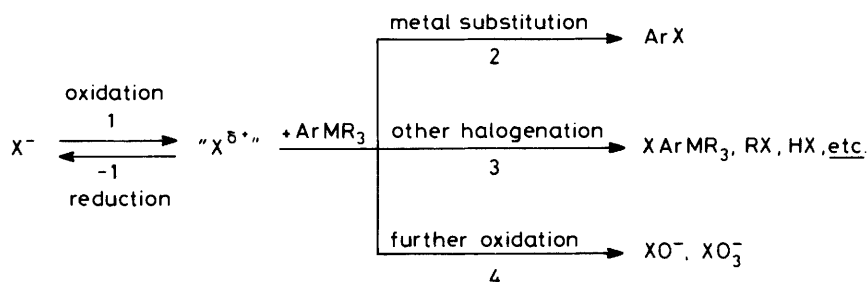 metal substitution
2
ArX
oxidation
1
X⁻
"X^δ+"
+ArMR₃
-1
reduction
other halogenation
3
XArMR₃, RX, HX, etc.
further oxidation
4
XO⁻, XO₃⁻